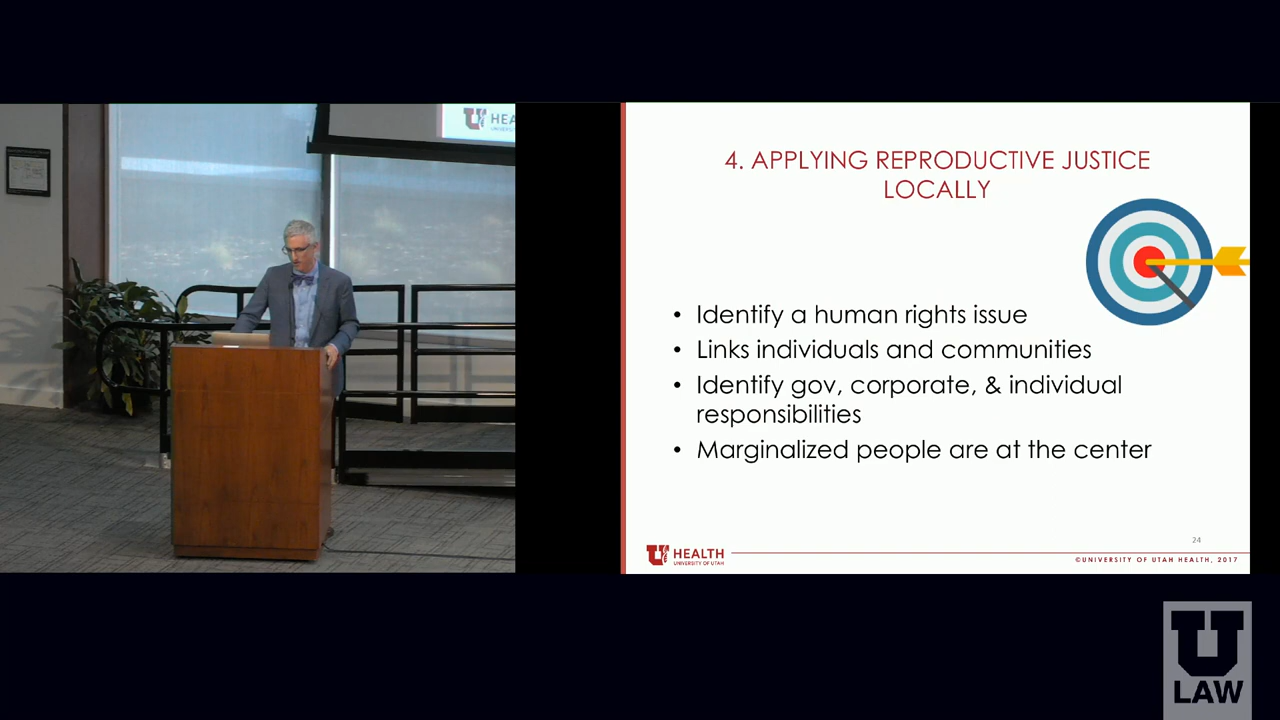 U HEA
4. APPLYING REPRODUCTIVE JUSTICE
LOCALLY
• Identify a human rights issue
• Links individuals and communities
• Identify gov, corporate, & individual
responsibilities
• Marginalized people are at the center
24
U HEALTH
UNIVERSITY OF UTAH
©UNIVERSITY OF UTAH HEALTH, 2017
U
LAW